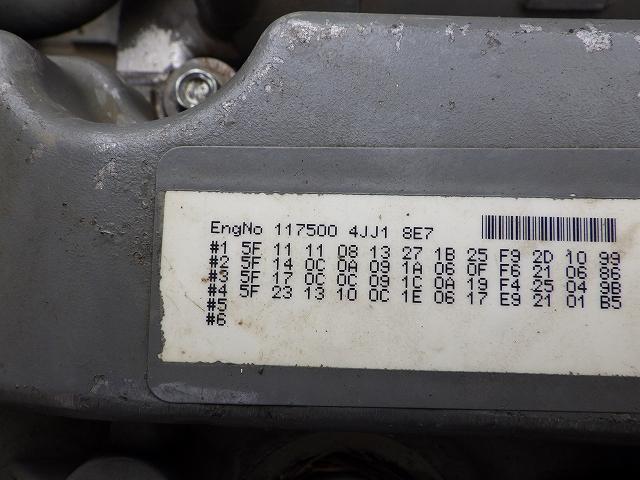 EngNo 117500 4JJ1 8E7
#1 5F 11 11 08 13 27 1B 25 F9 2D 10 99
#2 5F 14 0C 0A 09 1A 06 0F F6 21 06 86
#3 5F 17 0C 0C 09 1C 0A 19 F4 25 04 9B
#4 5F 23 13 10 0C 1E 06 17 E9 21 01 B5
#5
#6